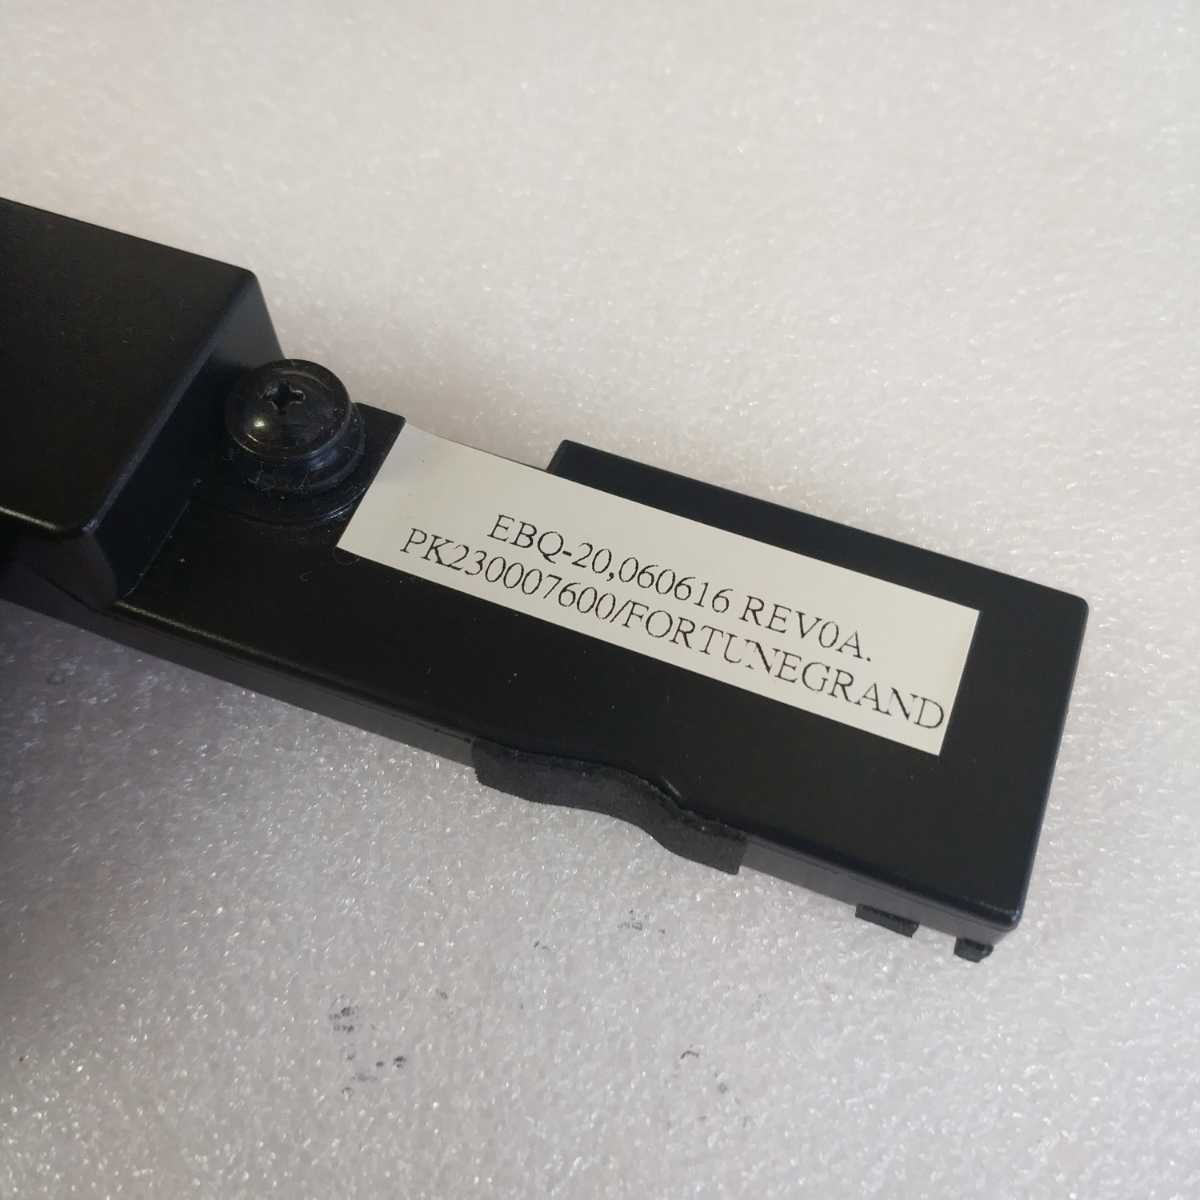 EBQ-20,060616 REV0A.
PK230007600/FORTUNEGRAND